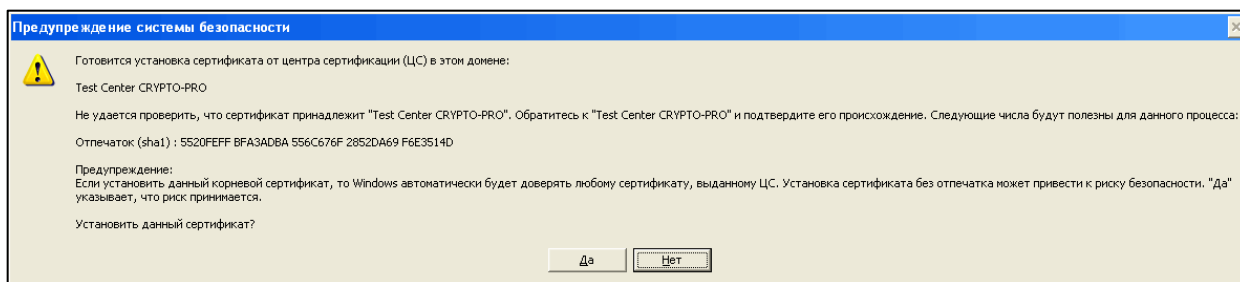 Предупреждение системы безопасности
Готовится установка сертификата от центра сертификации (ЦС) в этом домене:
Test Center CRYPTO-PRO
Не удается проверить, что сертификат принадлежит "Test Center CRYPTO-PRO". Обратитесь к "Test Center CRYPTO-PRO" и подтвердите его происхождение. Следующие числа будут полезны для данного процесса:
Отпечаток (sha1) : 5520FEFF BFA3ADBA 556C676F 2852DA69 F6E3514D
Предупреждение:
Если установить данный корневой сертификат, то Windows автоматически будет доверять любому сертификату, выданному ЦС. Установка сертификата без отпечатка может привести к риску безопасности. "Да"
указывает, что риск принимается.
Установить данный сертификат?
Да
Нет